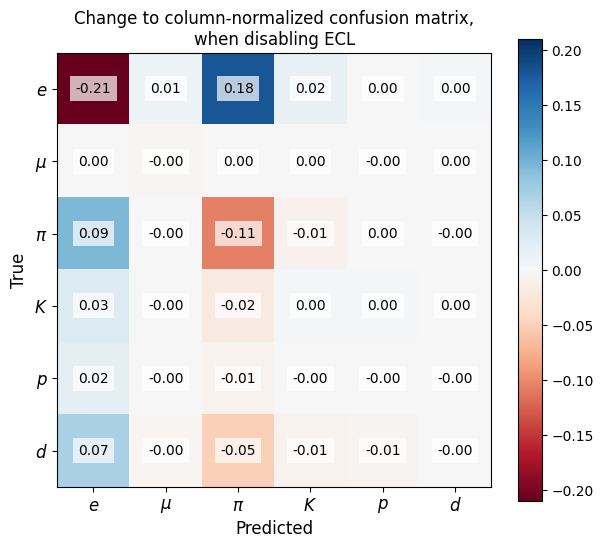 Change to column-normalized confusion matrix,
when disabling ECL
e -0.21 0.01 0.18 0.02 0.00 0.00
μ 0.00 -0.00 0.00 0.00 -0.00 0.00
π 0.09 -0.00 -0.11 -0.01 0.00 -0.00
K 0.03 -0.00 -0.02 0.00 0.00 0.00
p 0.02 -0.00 -0.01 -0.00 -0.00 -0.00
d 0.07 -0.00 -0.05 -0.01 -0.01 -0.00
e μ π K p d
Predicted
True
0.20
0.15
0.10
0.05
0.00
−0.05
−0.10
−0.15
−0.20